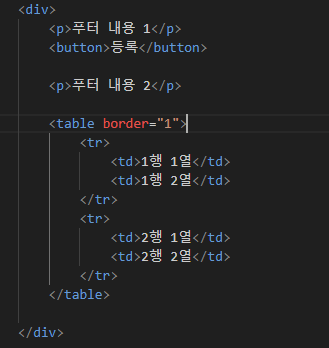 <div>
<p>푸터 내용 1</p>
<button>등록</button>
<p>푸터 내용 2</p>
<table border="1">
<tr>
<td>1행 1열</td>
<td>1행 2열</td>
</tr>
<tr>
<td>2행 1열</td>
<td>2행 2열</td>
</tr>
</table>
</div>